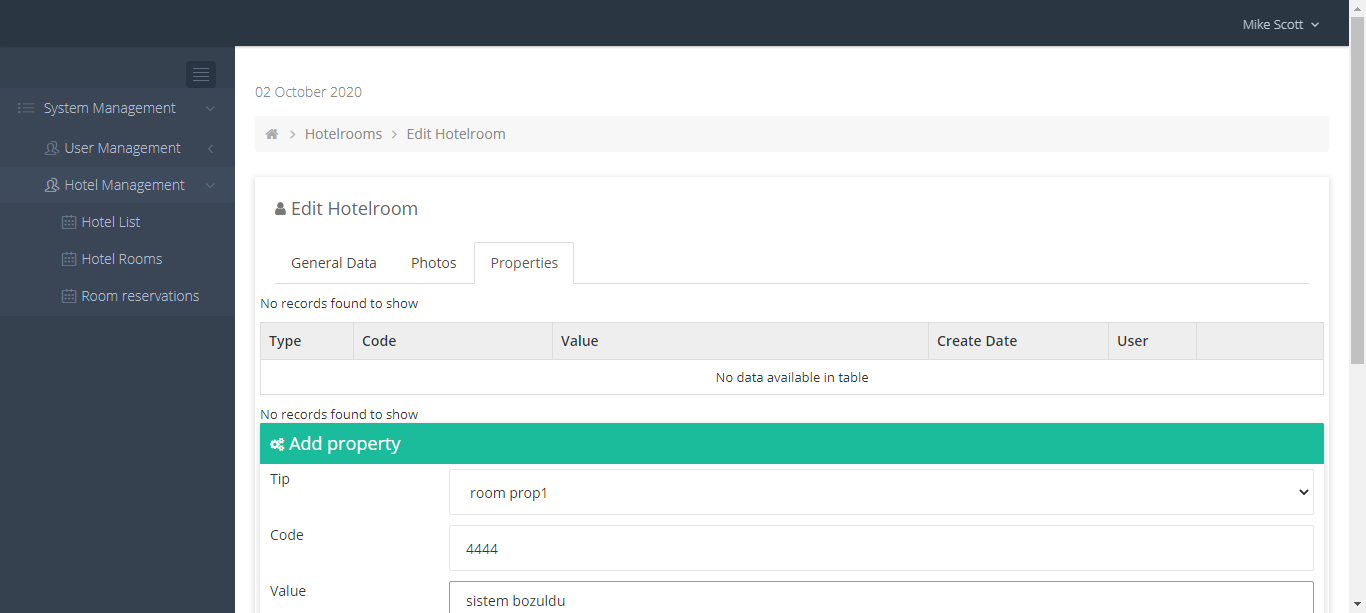 Mike Scott
System Management
User Management
Hotel Management
Hotel List
Hotel Rooms
Room reservations
02 October 2020
Hotelrooms > Edit Hotelroom
Edit Hotelroom
General Data Photos Properties
No records found to show
Type Code Value Create Date User
No data available in table
No records found to show
Add property
Tip room prop1
Code 4444
Value sistem bozuldu